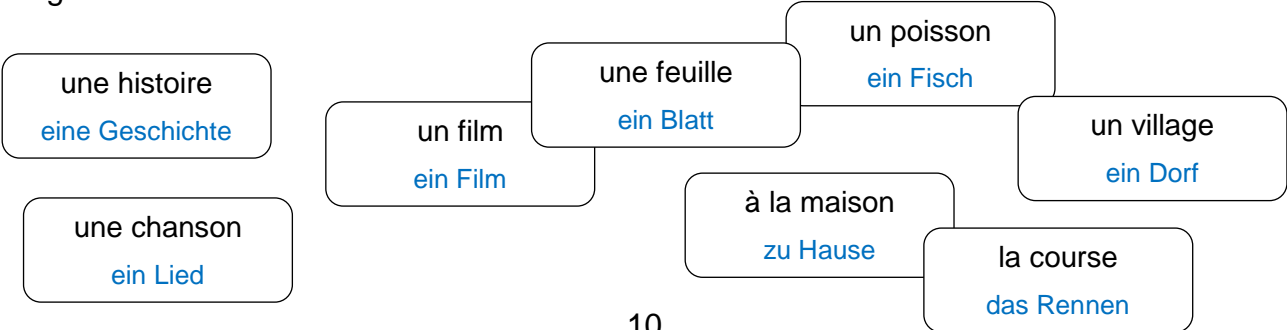 un poisson
ein Fisch
une feuille
ein Blatt
une histoire
eine Geschichte
un film
ein Film
un village
ein Dorf
à la maison
zu Hause
une chanson
ein Lied
la course
das Rennen
10